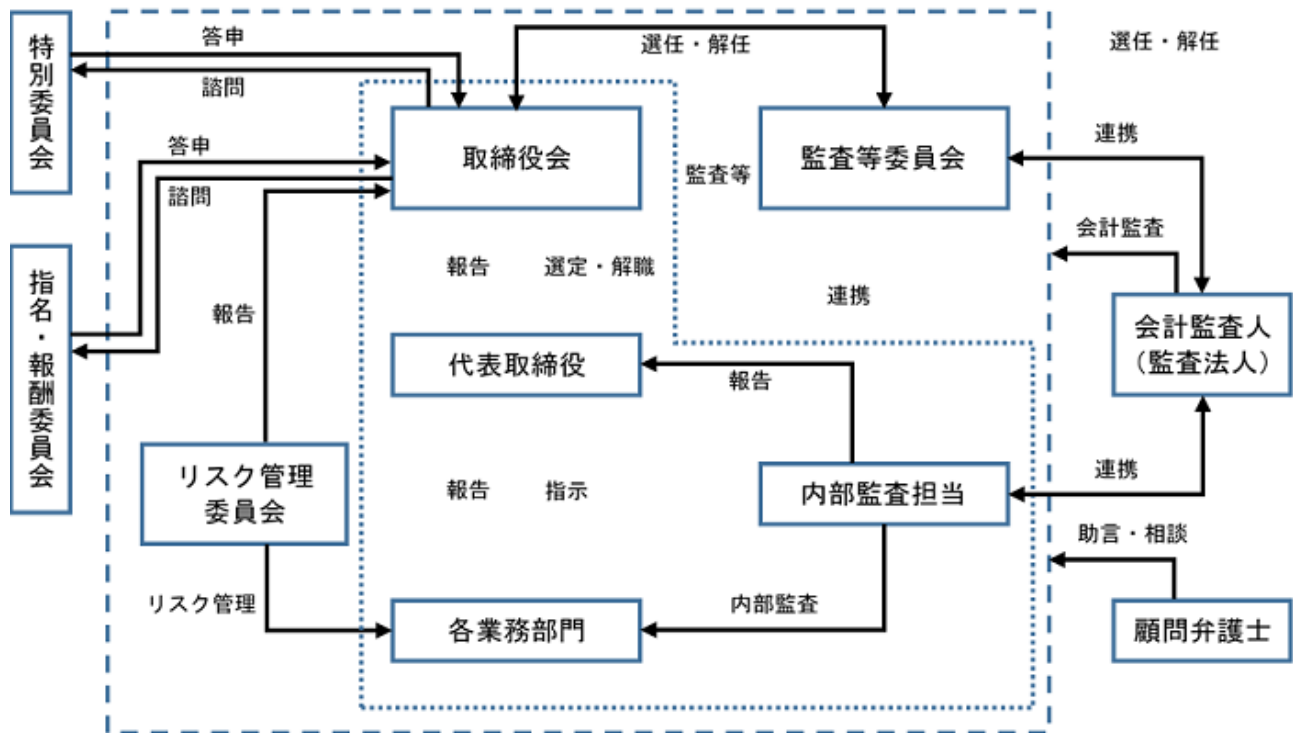 特別委員会
答申
諮問
選任・解任
選任・解任
取締役会
監査等
監査等委員会
連携
答申
諮問
会計監査
指名・報酬委員会
報告
報告
選定・解職
連携
会計監査人
(監査法人)
代表取締役
報告
リスク管理
委員会
報告
指示
内部監査担当
連携
助言・相談
リスク管理
各業務部門
内部監査
顧問弁護士